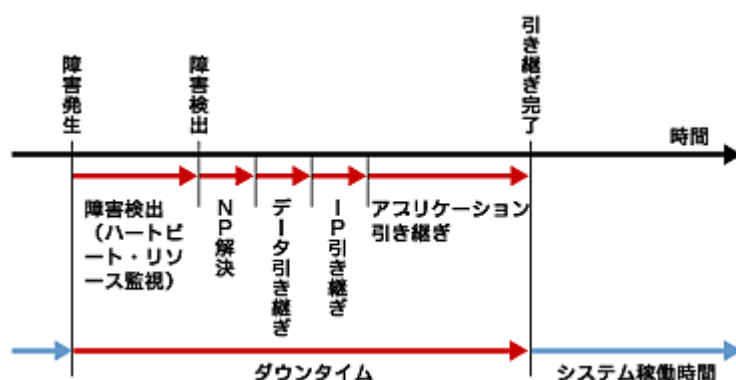 障害発生
障害検出
引き継ぎ完了
時間
障害検出
（ハートビ
ート・リソ
ース監視）
NP解決
データ引き継ぎ
IP引き継ぎ
アプリケーション
引き継ぎ
ダウンタイム
システム稼働時間